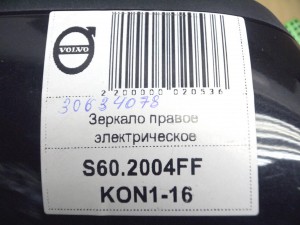 VOLVO
2200000020536
30634078
Зеркало правое
электрическое
S60.2004FF
KON1-16